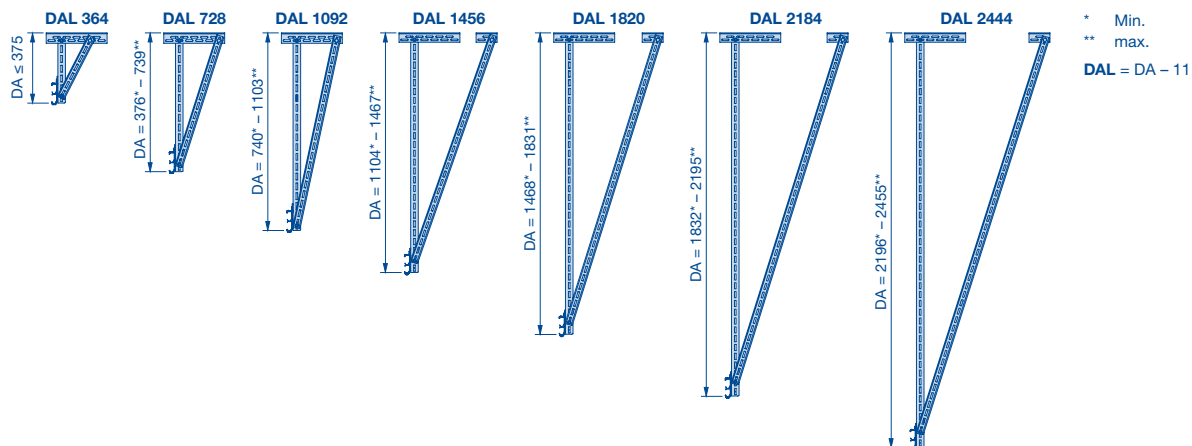 DAL 364
DAL 728
DAL 1092
DAL 1456
DAL 1820
DAL 2184
DAL 2444
* Min.
** max.
DAL = DA – 11
DA ≤ 375
DA = 376* – 739**
DA = 740* – 1103**
DA = 1104* – 1467**
DA = 1468* – 1831**
DA = 1832* – 2195**
DA = 2196* – 2455**